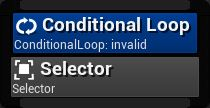 Conditional Loop
ConditionalLoop: invalid
Selector
Selector